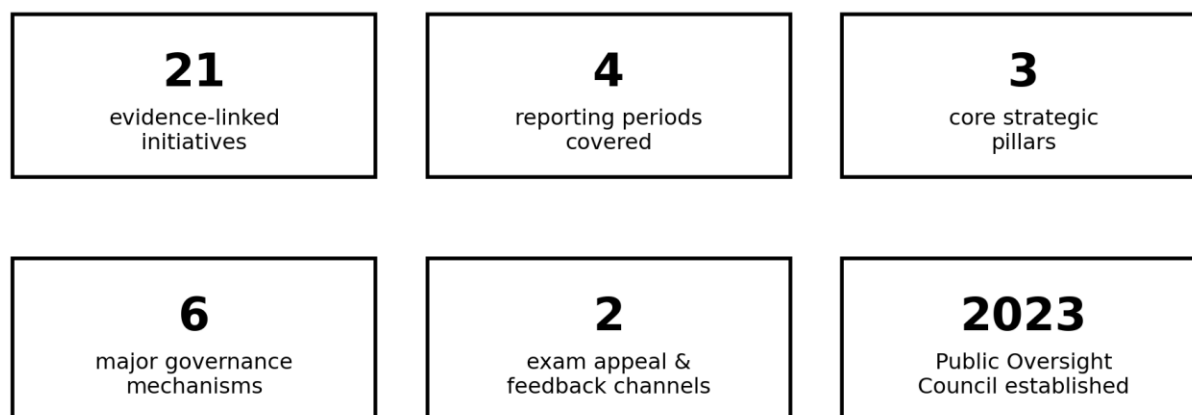 21
evidence-linked
initiatives
4
reporting periods
covered
3
core strategic
pillars
6
major governance
mechanisms
2
exam appeal &
feedback channels
2023
Public Oversight
Council established